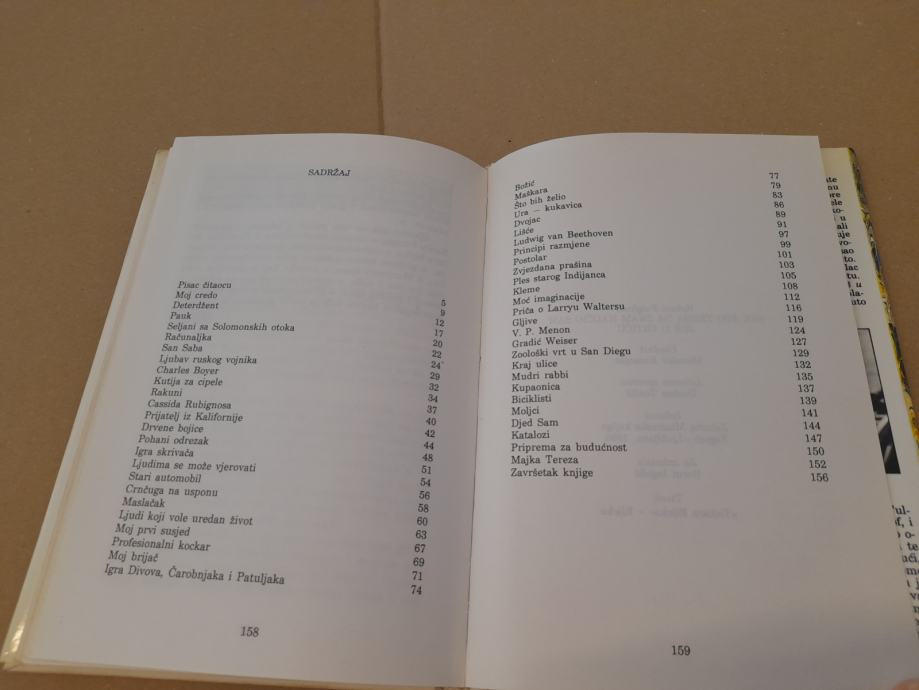 SADRŽAJ
Pisac čitaocu 5
Moj credo 9
Deterdžent 12
Pauk 17
Seljani sa Solomonskih otoka 20
Računaljka 22
San Saba 24
Ljubav ruskog vojnika 29
Charles Boyer 32
Kutija za cipele 34
Rakuni 37
Cassida Rubignosa 40
Prijatelj iz Kalifornije 42
Drvene bojice 44
Pohani odrezak 48
Igra skrivača 51
Ljudima se može vjerovati 54
Stari automobil 56
Crnčuga na usponu 58
Maslačak 60
Ljudi koji vole uredan život 63
Moj prvi susjed 67
Profesionalni kockar 69
Moj brijač 71
Igra Divova, Čarobnjaka i Patuljaka 74
158
Božić 77
Maškara 79
Što bih želio 83
Ura — kukavica 86
Dvojac 89
Lišće 91
Ludwig van Beethoven 97
Principi razmjene 99
Postolar 101
Zvjezdana prašina 103
Ples starog Indijanca 105
Kleme 108
Moć imaginacije 112
Priča o Larryu Waltersu 116
Gljive 119
V. P. Menon 124
Gradić Weiser 127
Zoološki vrt u San Diegu 129
Kraj ulice 132
Mudri rabbi 135
Kupaonica 137
Biciklisti 139
Moljci 141
Djed Sam 144
Katalozi 147
Priprema za budućnost 150
Majka Tereza 152
Završetak knjige 156
159